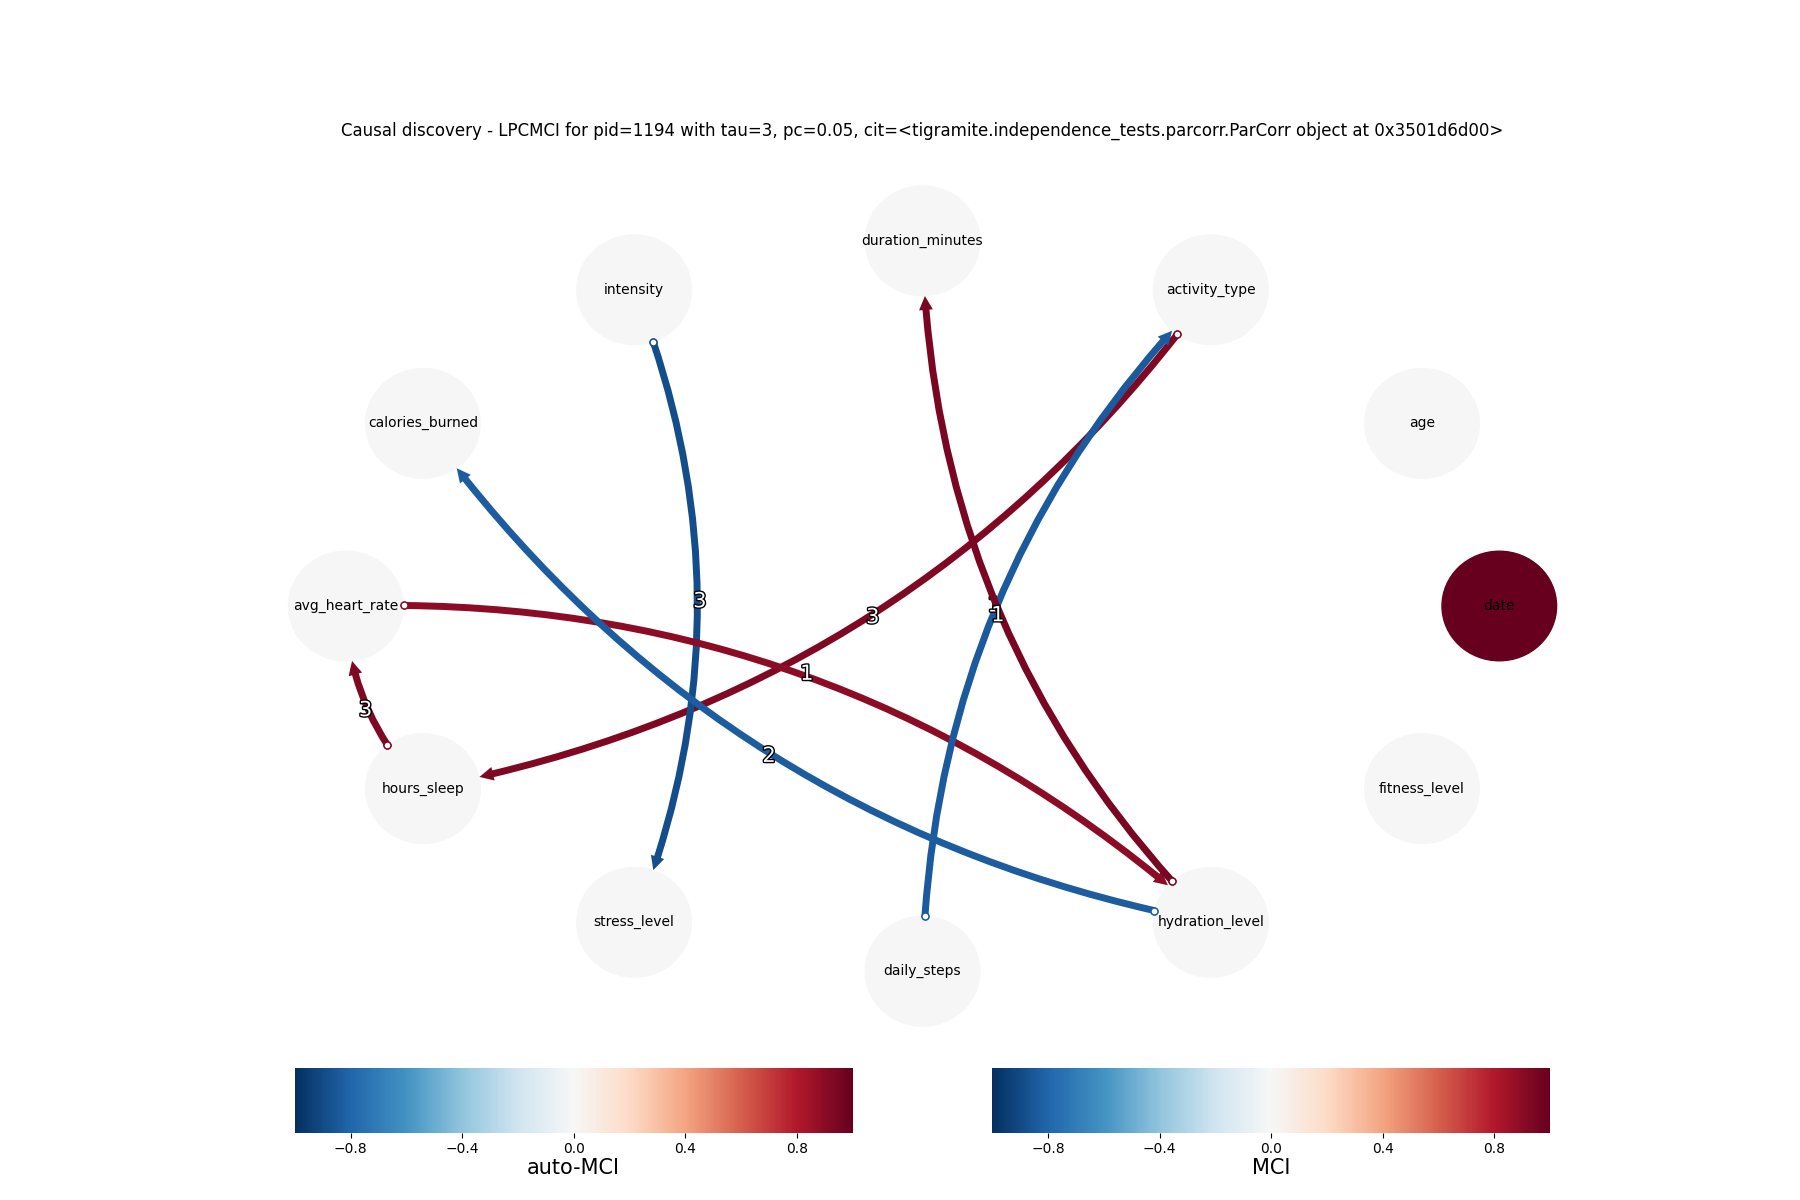 Causal discovery - LPCMCI for pid=1194 with tau=3, pc=0.05, cit=<tigramite.independence_tests.parcorr.ParCorr object at 0x3501d6d00>
duration_minutes
intensity
activity_type
calories_burned
age
3
avg_heart_rate
date
3
1
1
3
2
hours_sleep
fitness_level
stress_level
hydration_level
daily_steps
−0.8 −0.4 0.0 0.4 0.8
auto-MCI
−0.8 −0.4 0.0 0.4 0.8
MCI